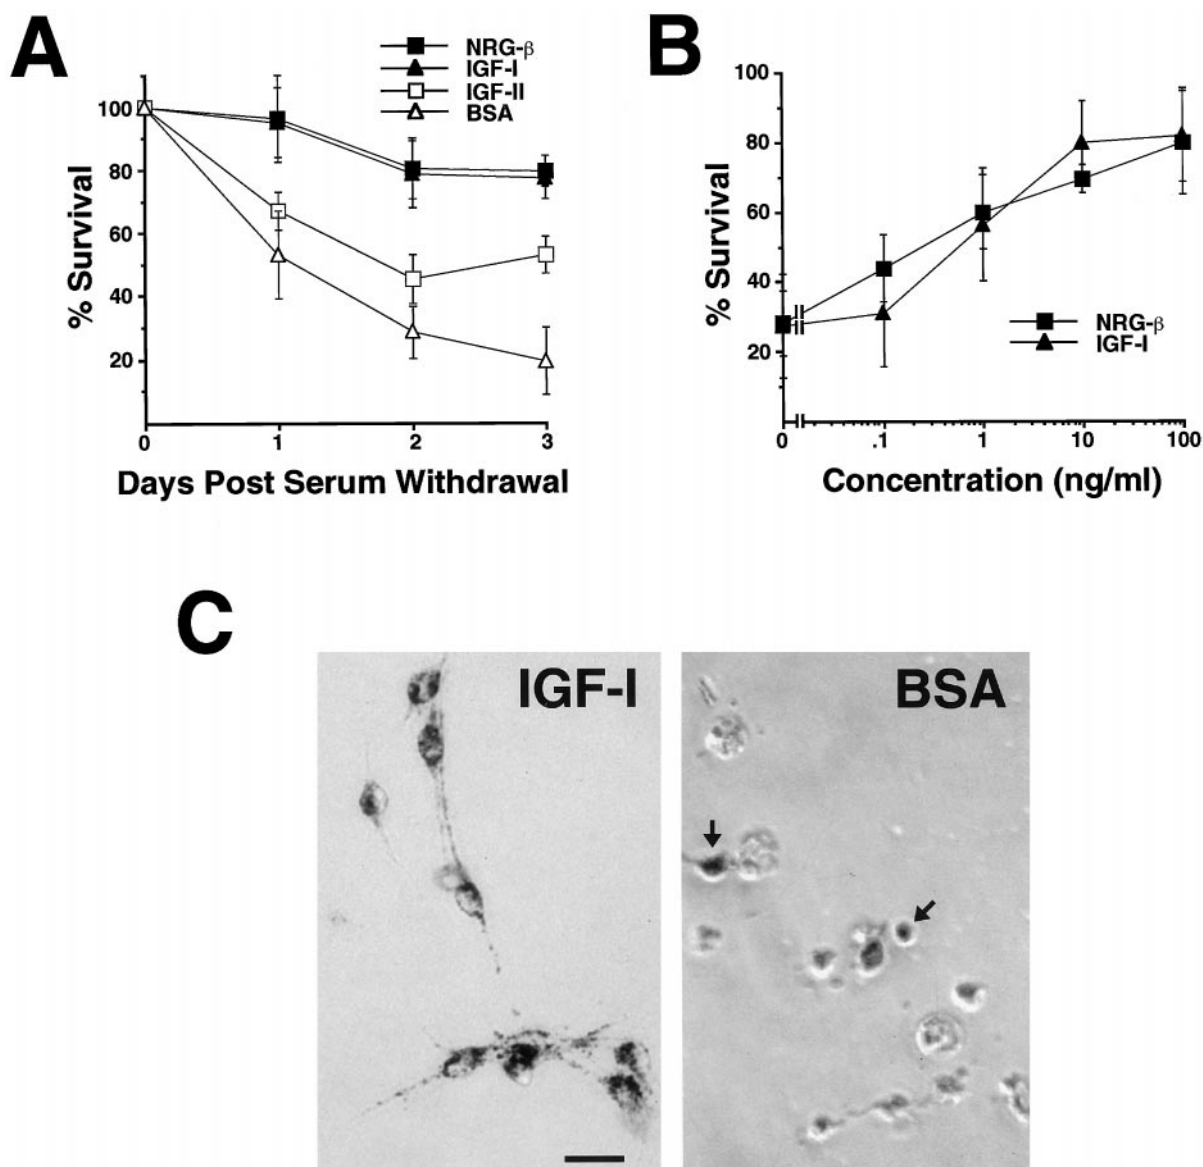 A
NRG-β
IGF-I
IGF-II
BSA
100
80
60
40
20
0
1
2
3
% Survival
Days Post Serum Withdrawal
B
100
80
60
40
20
0
.1
1
10
100
% Survival
NRG-β
IGF-I
Concentration (ng/ml)
C
IGF-I
BSA